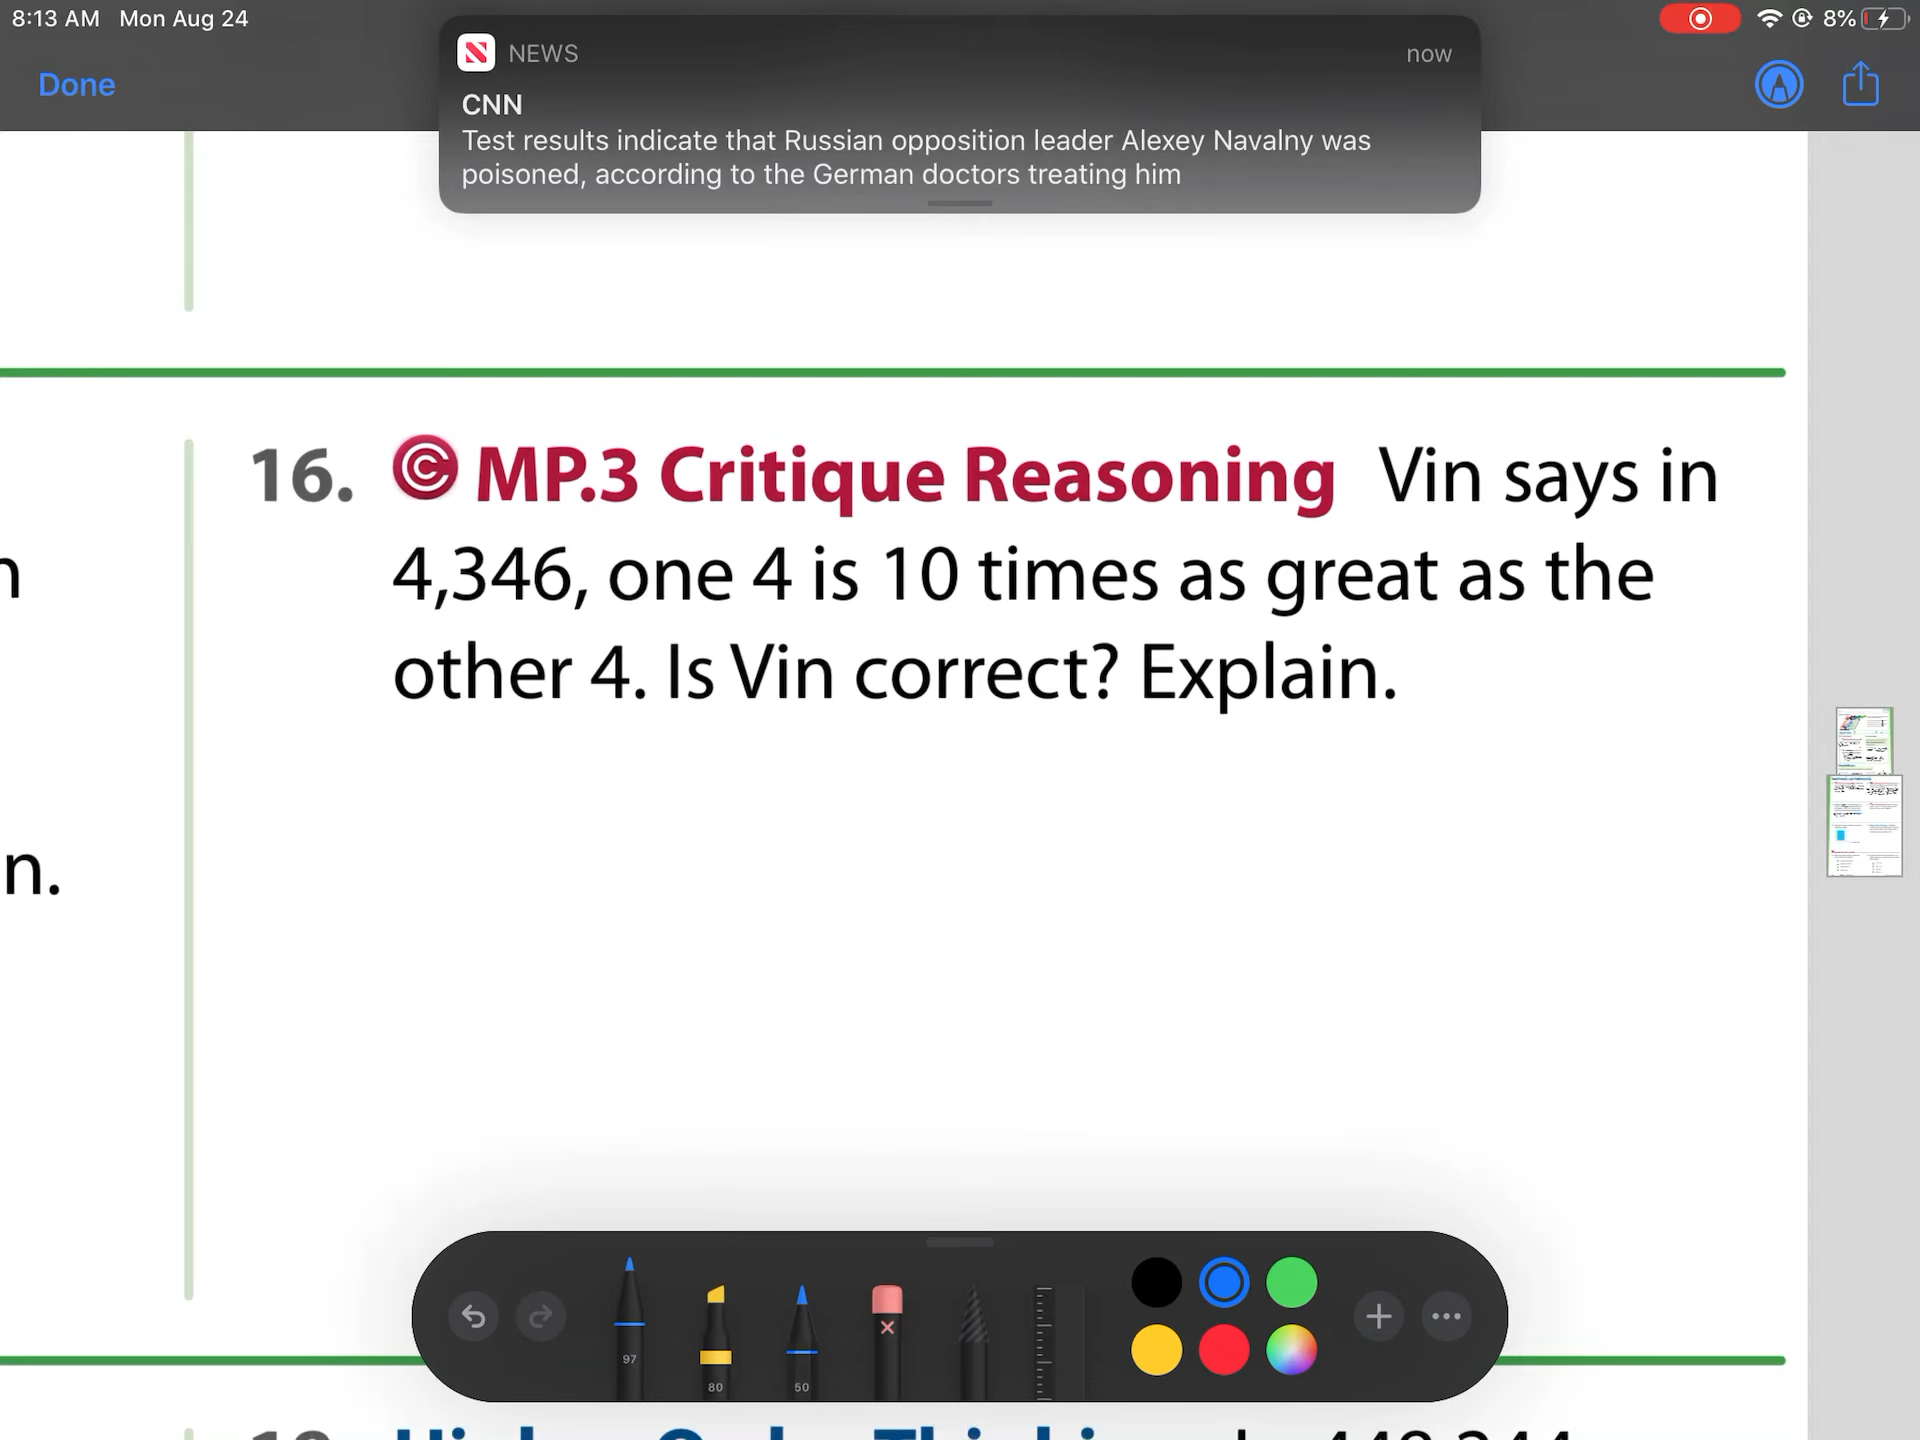 8:13 AM Mon Aug 24
8%
Done
NEWS
now
CNN
Test results indicate that Russian opposition leader Alexey Navalny was
poisoned, according to the German doctors treating him
16. © MP.3 Critique Reasoning Vin says in
4,346, one 4 is 10 times as great as the
other 4. Is Vin correct? Explain.
n
n.
97
80
50